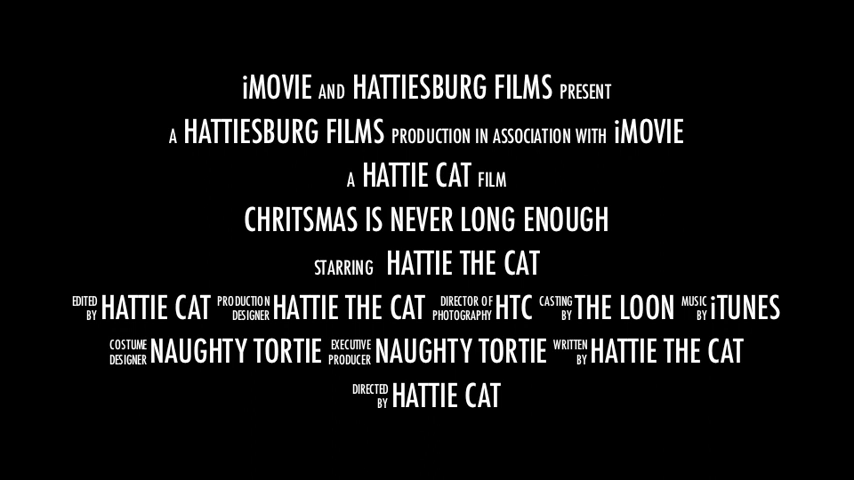 iMOVIE AND HATTIESBURG FILMS PRESENT
A HATTIESBURG FILMS PRODUCTION IN ASSOCIATION WITH iMOVIE
A HATTIE CAT FILM
CHRITSMAS IS NEVER LONG ENOUGH
STARRING HATTIE THE CAT
EDITED BY HATTIE CAT PRODUCTION DESIGNER HATTIE THE CAT DIRECTOR OF PHOTOGRAPHY HTC CASTING BY THE LOON MUSIC BY iTUNES
COSTUME DESIGNER NAUGHTY TORTIE EXECUTIVE PRODUCER NAUGHTY TORTIE WRITTEN BY HATTIE THE CAT
DIRECTED BY HATTIE CAT